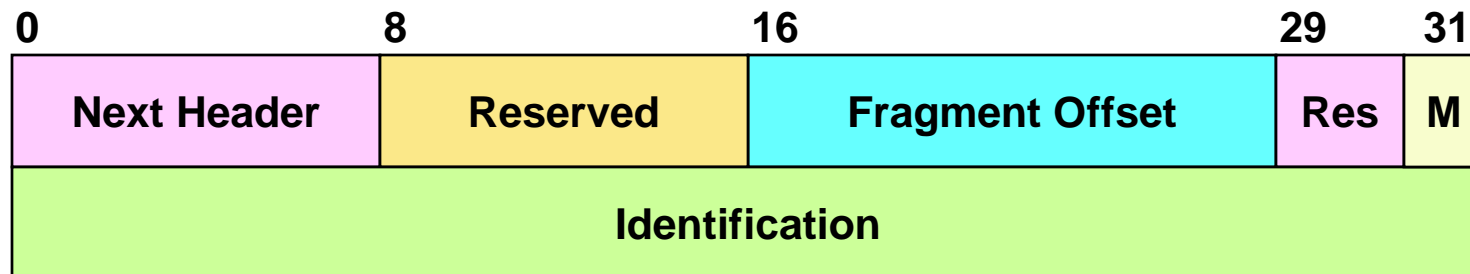 0 8 16 29 31
Next Header Reserved Fragment Offset Res M
Identification